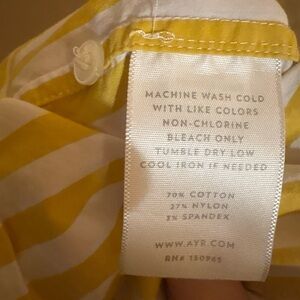 MACHINE WASH COLD
WITH LIKE COLORS
NON-CHLORINE
BLEACH ONLY
TUMBLE DRY LOW
COOL IRON IF NEEDED
70% COTTON
27% NYLON
3% SPANDEX
WWW.AYR.COM
RN# 150965